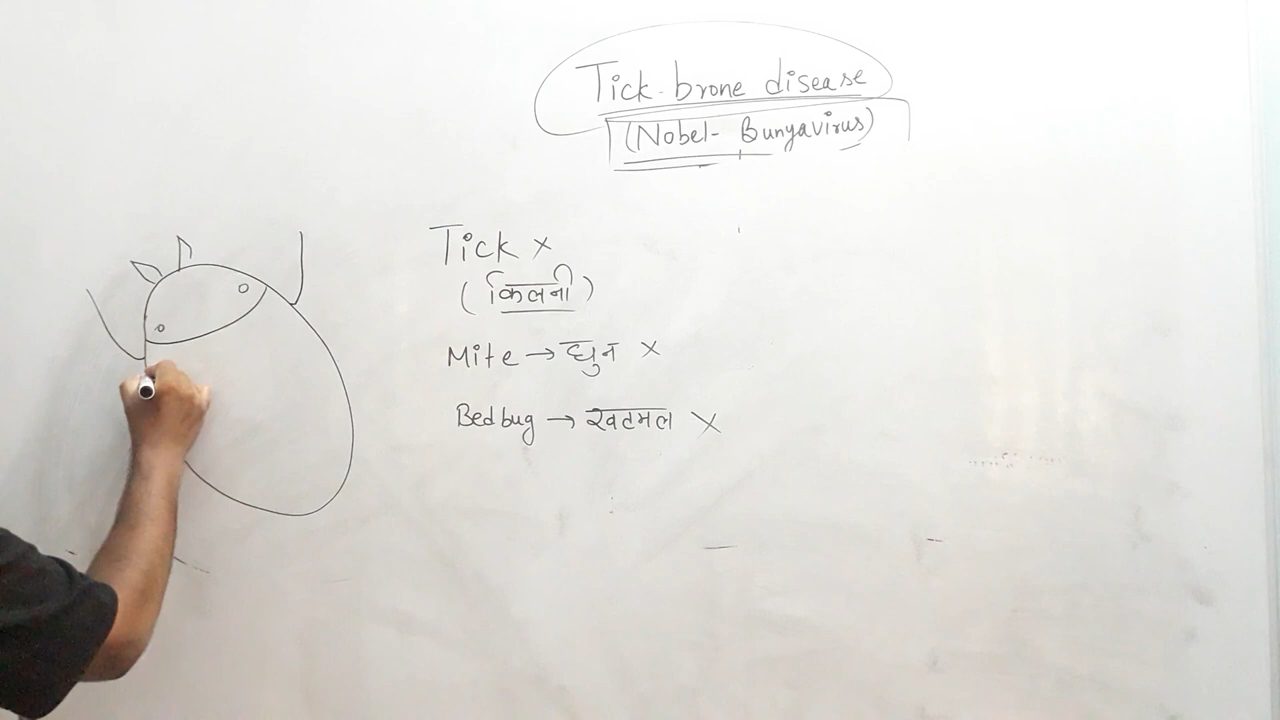 Tick-brone disease
(Nobel- Bunyavirus)
Tick ×
(किलनी)
Mite → घुन ×
Bedbug → खटमल ×